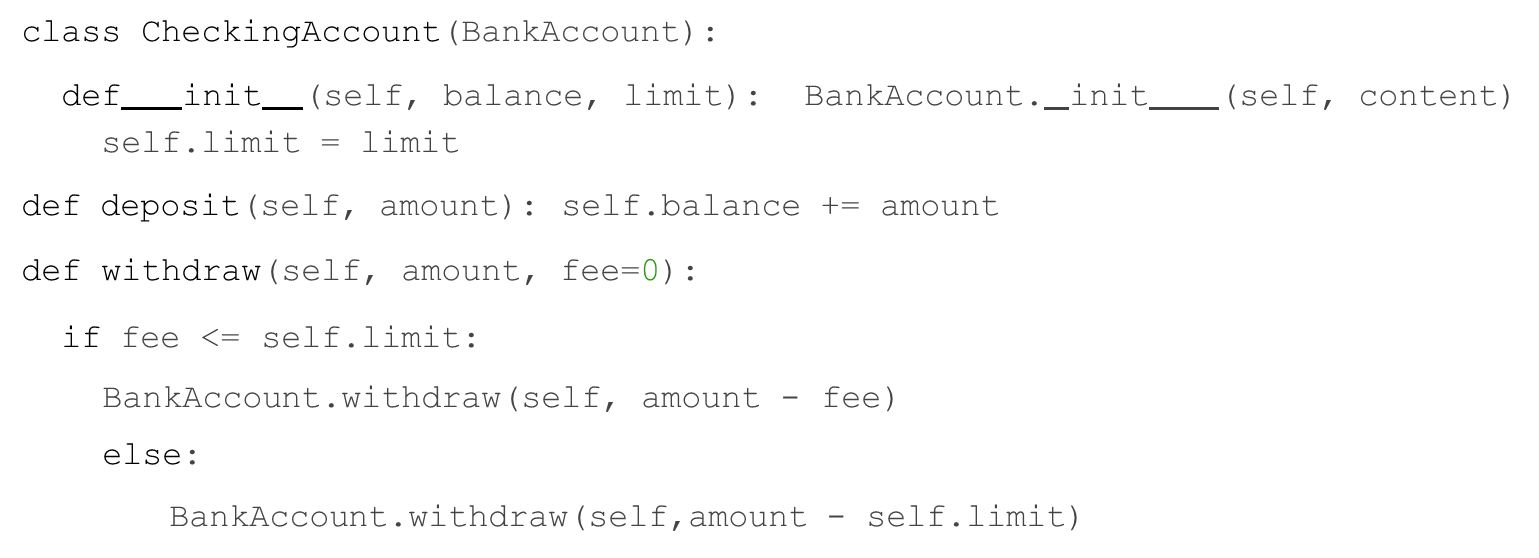 class CheckingAccount(BankAccount):
def___init__(self, balance, limit): BankAccount._init____(self, content)
self.limit = limit
def deposit(self, amount): self.balance += amount
def withdraw(self, amount, fee=0):
if fee <= self.limit:
BankAccount.withdraw(self, amount - fee)
else:
BankAccount.withdraw(self,amount - self.limit)